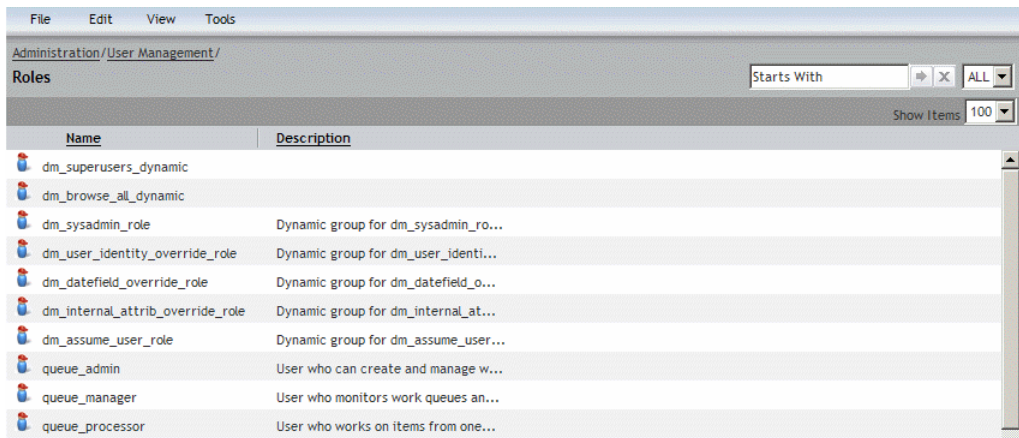 File Edit View Tools
Administration/User Management/
Roles
Starts With ALL
Show Items 100
Name Description
dm_superusers_dynamic
dm_browse_all_dynamic
dm_sysadmin_role Dynamic group for dm_sysadmin_ro...
dm_user_identity_override_role Dynamic group for dm_user_identi...
dm_datefield_override_role Dynamic group for dm_datefield_o...
dm_internal_attrib_override_role Dynamic group for dm_internal_at...
dm_assume_user_role Dynamic group for dm_assume_user...
queue_admin User who can create and manage w...
queue_manager User who monitors work queues an...
queue_processor User who works on items from one...